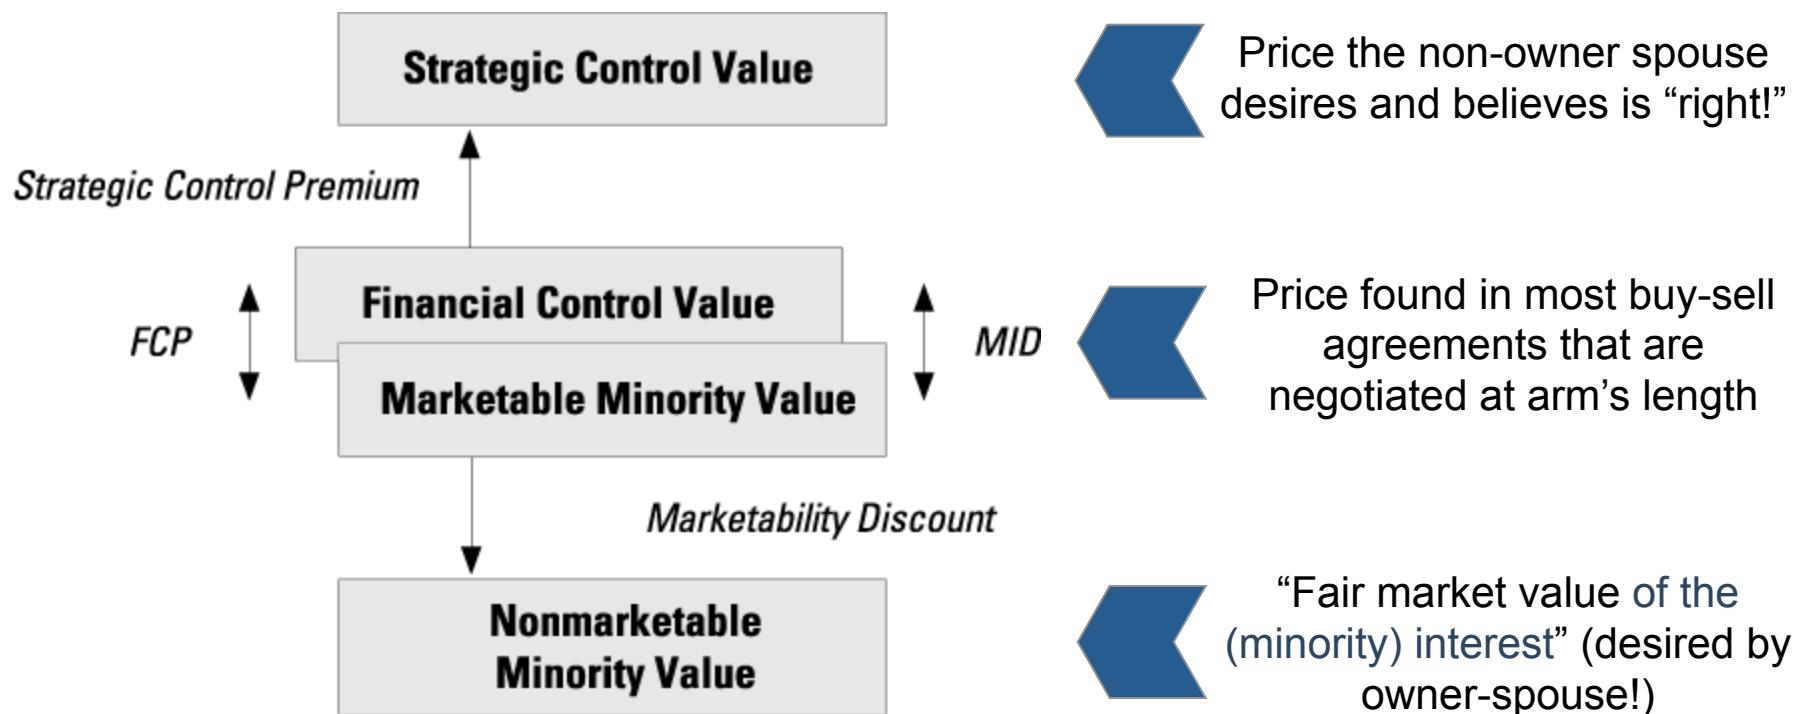 Strategic Control Value
Price the non-owner spouse
desires and believes is “right!”
Strategic Control Premium
Financial Control Value
FCP
MID
Marketable Minority Value
Price found in most buy-sell
agreements that are
negotiated at arm’s length
Marketability Discount
Nonmarketable
Minority Value
“Fair market value of the
(minority) interest” (desired by
owner-spouse!)